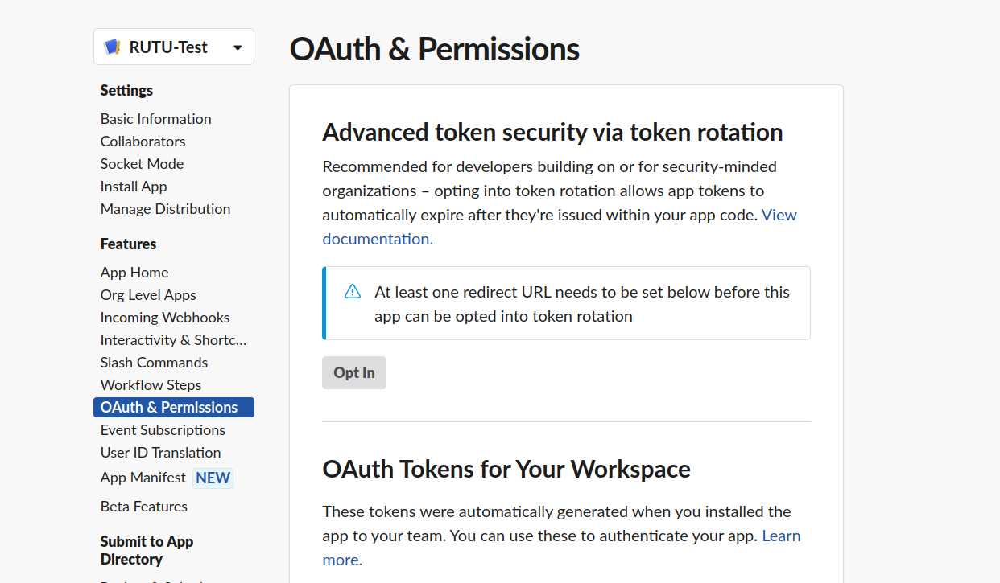 RUTU-Test
OAuth & Permissions
Settings
Basic Information
Collaborators
Socket Mode
Install App
Manage Distribution
Features
App Home
Org Level Apps
Incoming Webhooks
Interactivity & Shortc...
Slash Commands
Workflow Steps
OAuth & Permissions
Event Subscriptions
User ID Translation
App Manifest NEW
Beta Features
Submit to App
Directory
Advanced token security via token rotation
Recommended for developers building on or for security-minded
organizations – opting into token rotation allows app tokens to
automatically expire after they're issued within your app code. View
documentation.
At least one redirect URL needs to be set below before this
app can be opted into token rotation
Opt In
OAuth Tokens for Your Workspace
These tokens were automatically generated when you installed the
app to your team. You can use these to authenticate your app. Learn
more.